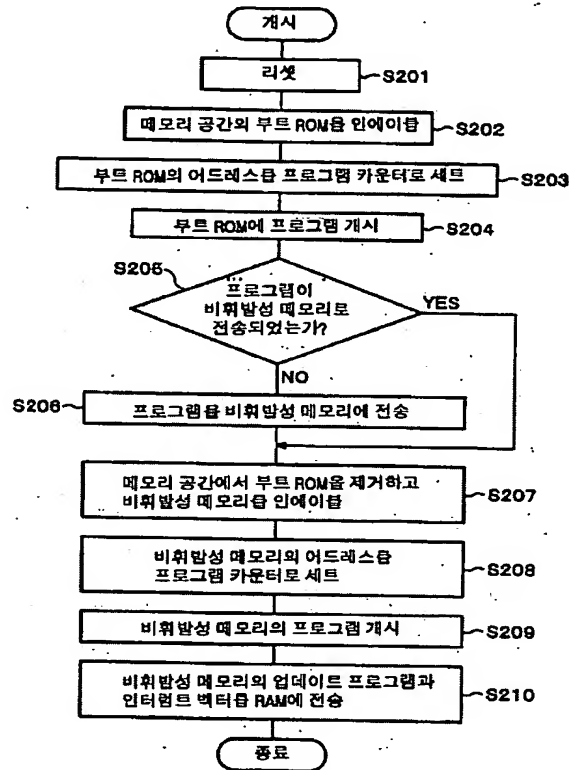 개시
리셋
S201
메모리 공간의 부트 ROM을 인에이블
S202
부트 ROM의 어드레스를 프로그램 카운터로 세트
S203
부트 ROM에 프로그램 개시
S204
S205
프로그램이
비휘발성 메모리로
전송되었는가?
YES
NO
S206
프로그램을 비휘발성 메모리에 전송
메모리 공간에서 부트 ROM을 제거하고
비휘발성 메모리를 인에이블
S207
비휘발성 메모리의 어드레스를
프로그램 카운터로 세트
S208
비휘발성 메모리의 프로그램 개시
S209
비휘발성 메모리의 업데이트 프로그램과
인터럽트 벡터를 RAM에 전송
S210
종료